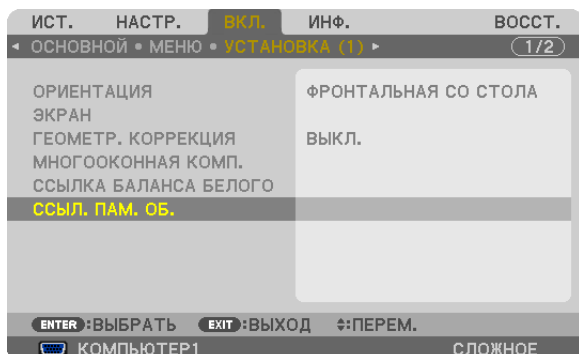 ИСТ. НАСТР. ВКЛ. ИНФ. ВОССТ.
ОСНОВНОЙ • МЕНЮ • УСТАНОВКА (1) 1/2
ОРИЕНТАЦИЯ ФРОНТАЛЬНАЯ СО СТОЛА
ЭКРАН
ГЕОМЕТР. КОРРЕКЦИЯ ВЫКЛ.
МНОГООКОННАЯ КОМП.
ССЫЛКА БАЛАНСА БЕЛОГО
ССЫЛ. ПАМ. ОБ.
ENTER :ВЫБРАТЬ EXIT :ВЫХОД :ПЕРЕМ.
КОМПЬЮТЕР1 СЛОЖНОЕ